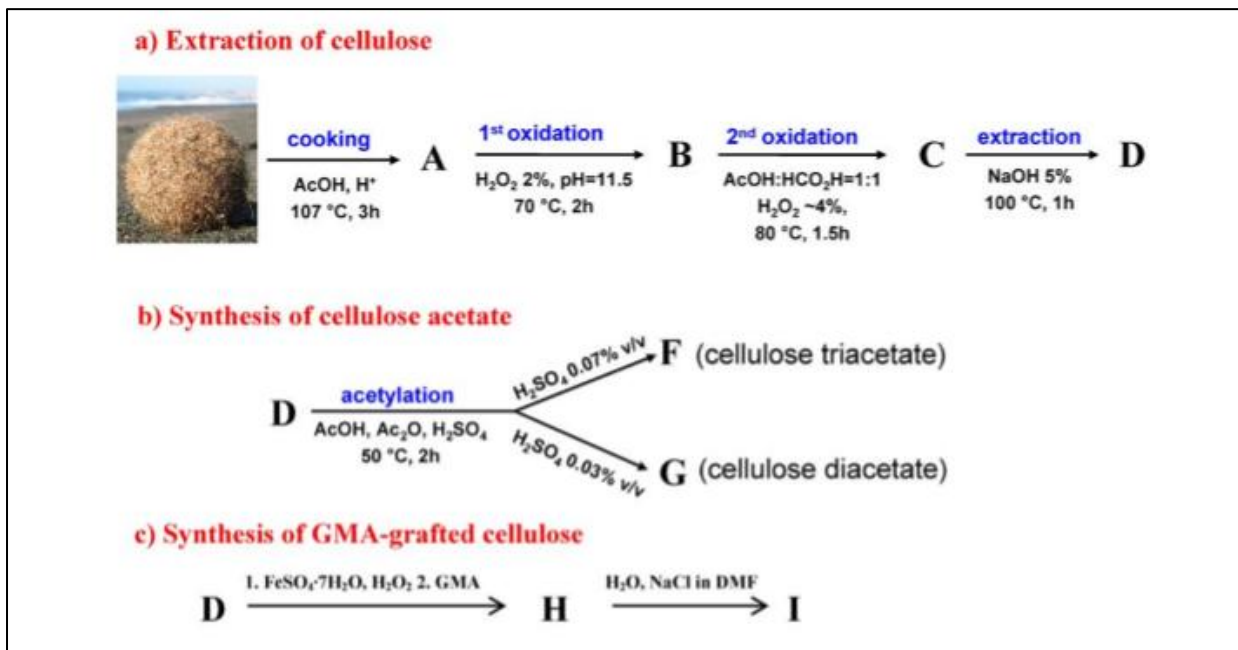 a) Extraction of cellulose
cooking
AcOH, H⁺
107 °C, 3h
A
1st oxidation
H₂O₂ 2%, pH=11.5
70 °C, 2h
B
2nd oxidation
AcOH:HCO₂H=1:1
H₂O₂ ~4%,
80 °C, 1.5h
C
extraction
NaOH 5%
100 °C, 1h
D
b) Synthesis of cellulose acetate
D
acetylation
AcOH, Ac₂O, H₂SO₄
50 °C, 2h
H₂SO₄ 0.07% v/v
F (cellulose triacetate)
H₂SO₄ 0.03% v/v
G (cellulose diacetate)
c) Synthesis of GMA-grafted cellulose
D
1. FeSO₄·7H₂O, H₂O₂ 2. GMA
H
H₂O, NaCl in DMF
I